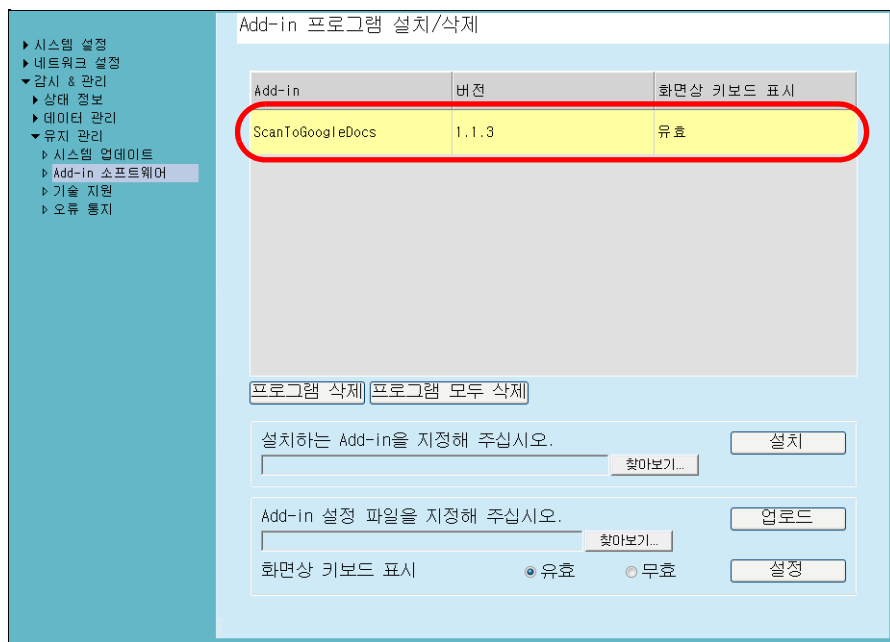 Add-in 프로그램 설치/삭제
시스템 설정
네트워크 설정
감시 & 관리
상태 정보
데이터 관리
유지 관리
시스템 업데이트
Add-in 소프트웨어
기술 지원
오류 통지
Add-in 버전 화면상 키보드 표시
ScanToGoogleDocs 1.1.3 유효
프로그램 삭제 프로그램 모두 삭제
설치하는 Add-in을 지정해 주십시오. 설치
찾아보기...
Add-in 설정 파일을 지정해 주십시오. 업로드
찾아보기...
화면상 키보드 표시 유효 무효 설정